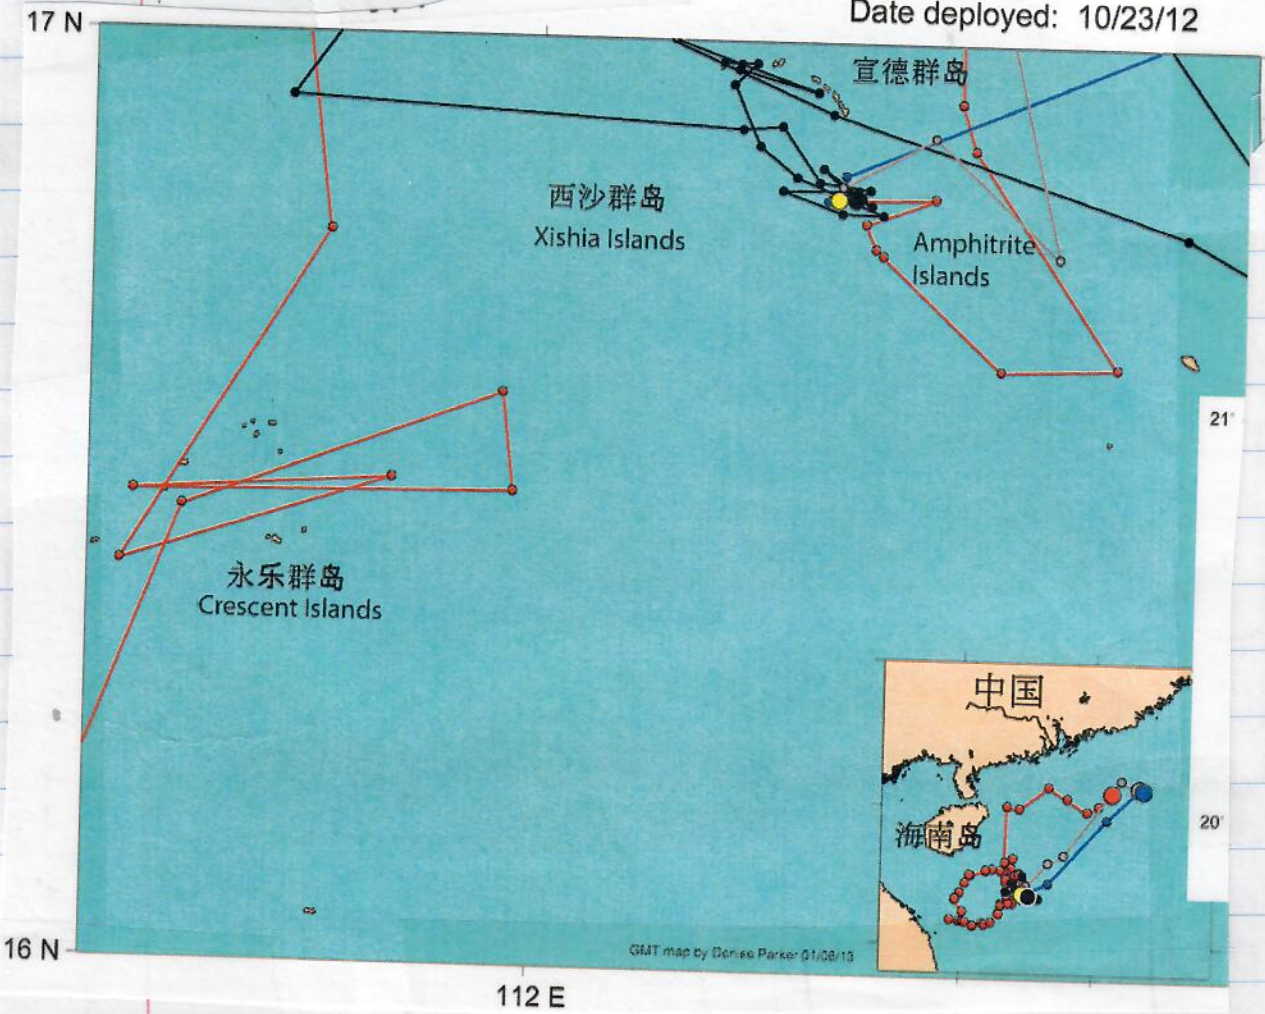 17 N
Date deployed: 10/23/12
宣德群岛
西沙群岛
Xishia Islands
Amphitrite
Islands
21°
永乐群岛
Crescent Islands
中国
海南岛
20°
16 N
GMT map by Denise Parker 01/06/13
112 E